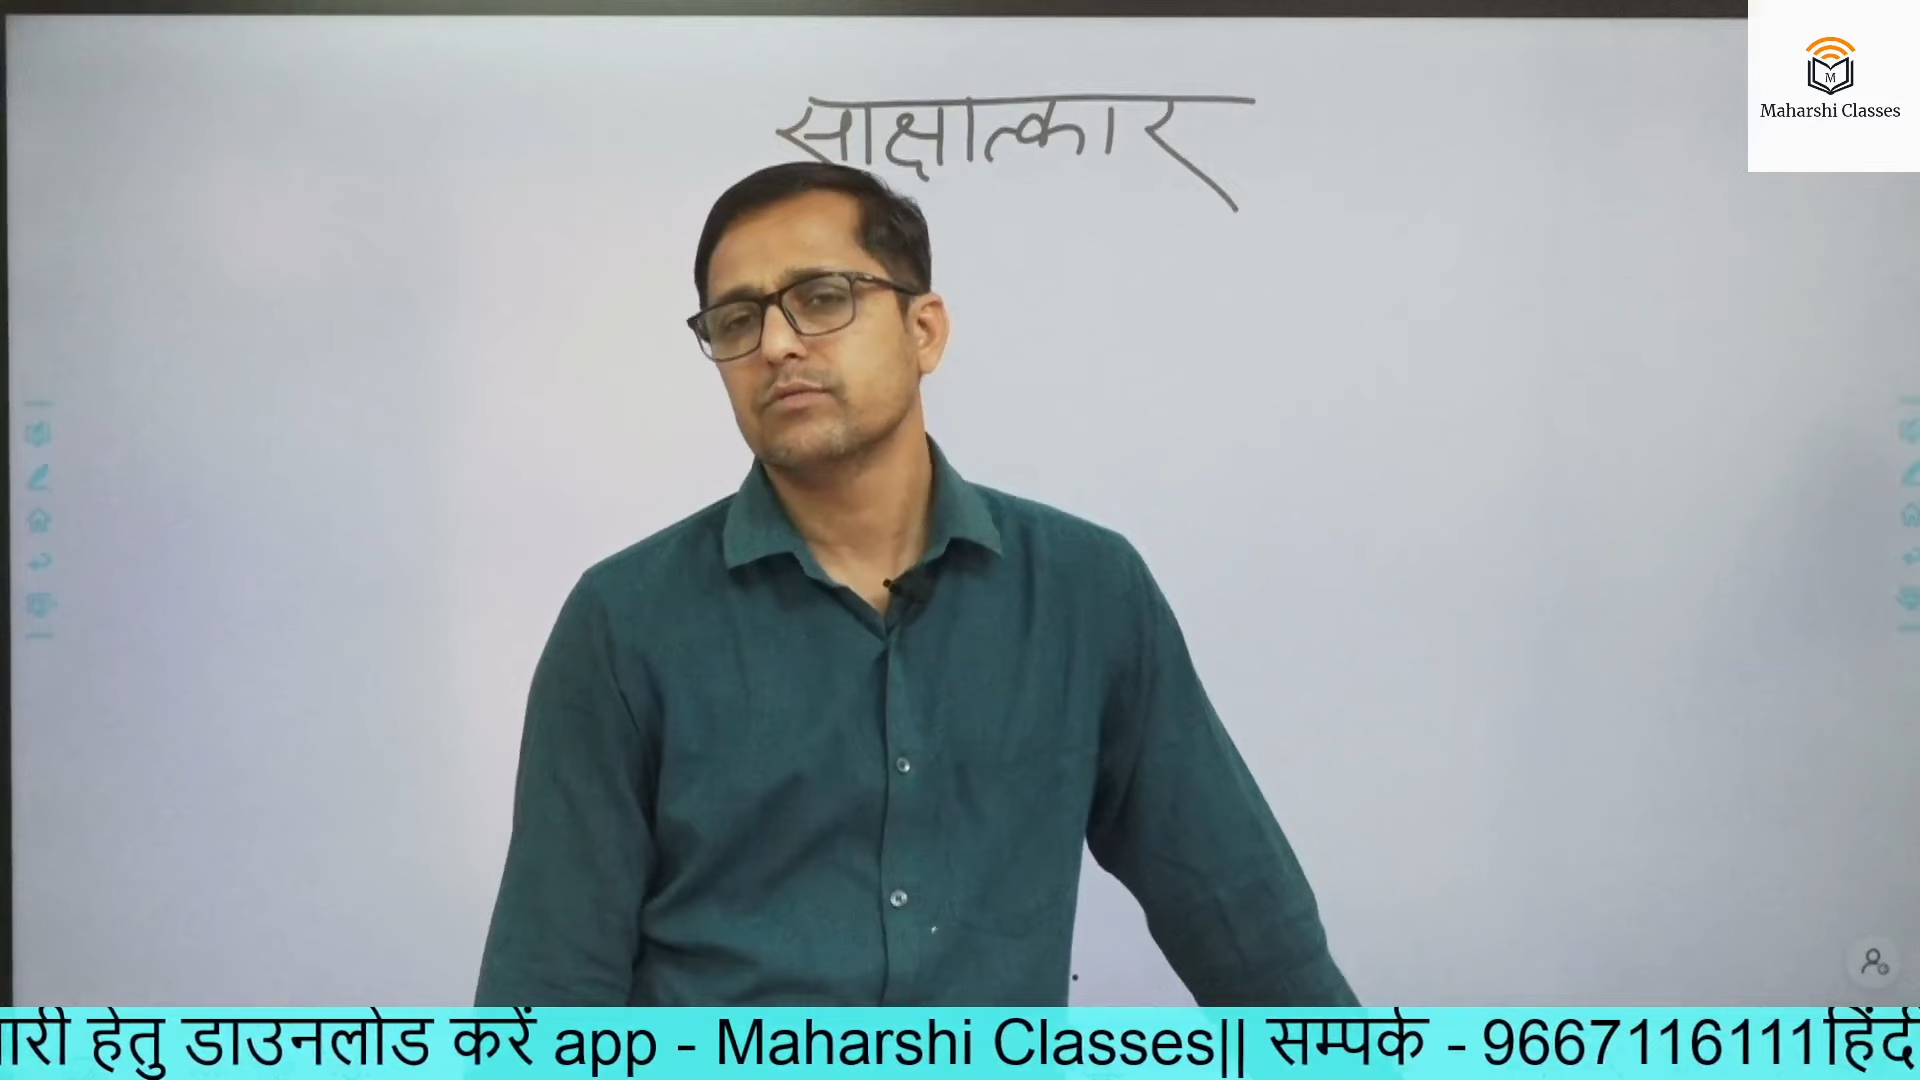 साक्षात्कार
M
Maharshi Classes
ारी हेतु डाउनलोड करें app - Maharshi Classes|| सम्पर्क - 9667116111हिंदी